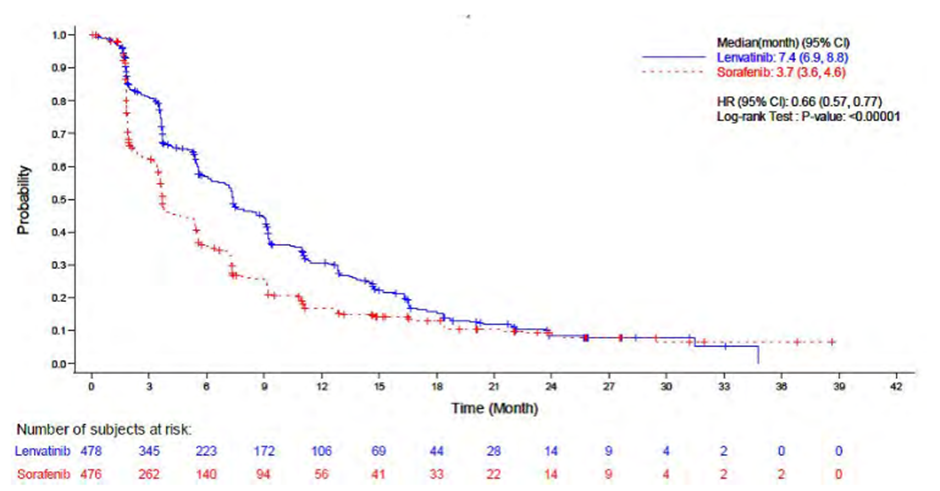 Median(month) (95% CI)
Lenvatinib: 7.4 (6.9, 8.8)
Sorafenib: 3.7 (3.6, 4.6)
HR (95% CI): 0.66 (0.57, 0.77)
Log-rank Test : P-value: <0.00001
Probability
1.0
0.9
0.8
0.7
0.6
0.5
0.4
0.3
0.2
0.1
0.0
0 3 6 9 12 15 18 21 24 27 30 33 36 39 42
Time (Month)
Number of subjects at risk:
Lenvatinib 478 345 223 172 106 69 44 28 14 9 4 2 0 0
Sorafenib 476 262 140 94 56 41 33 22 14 9 4 2 2 0